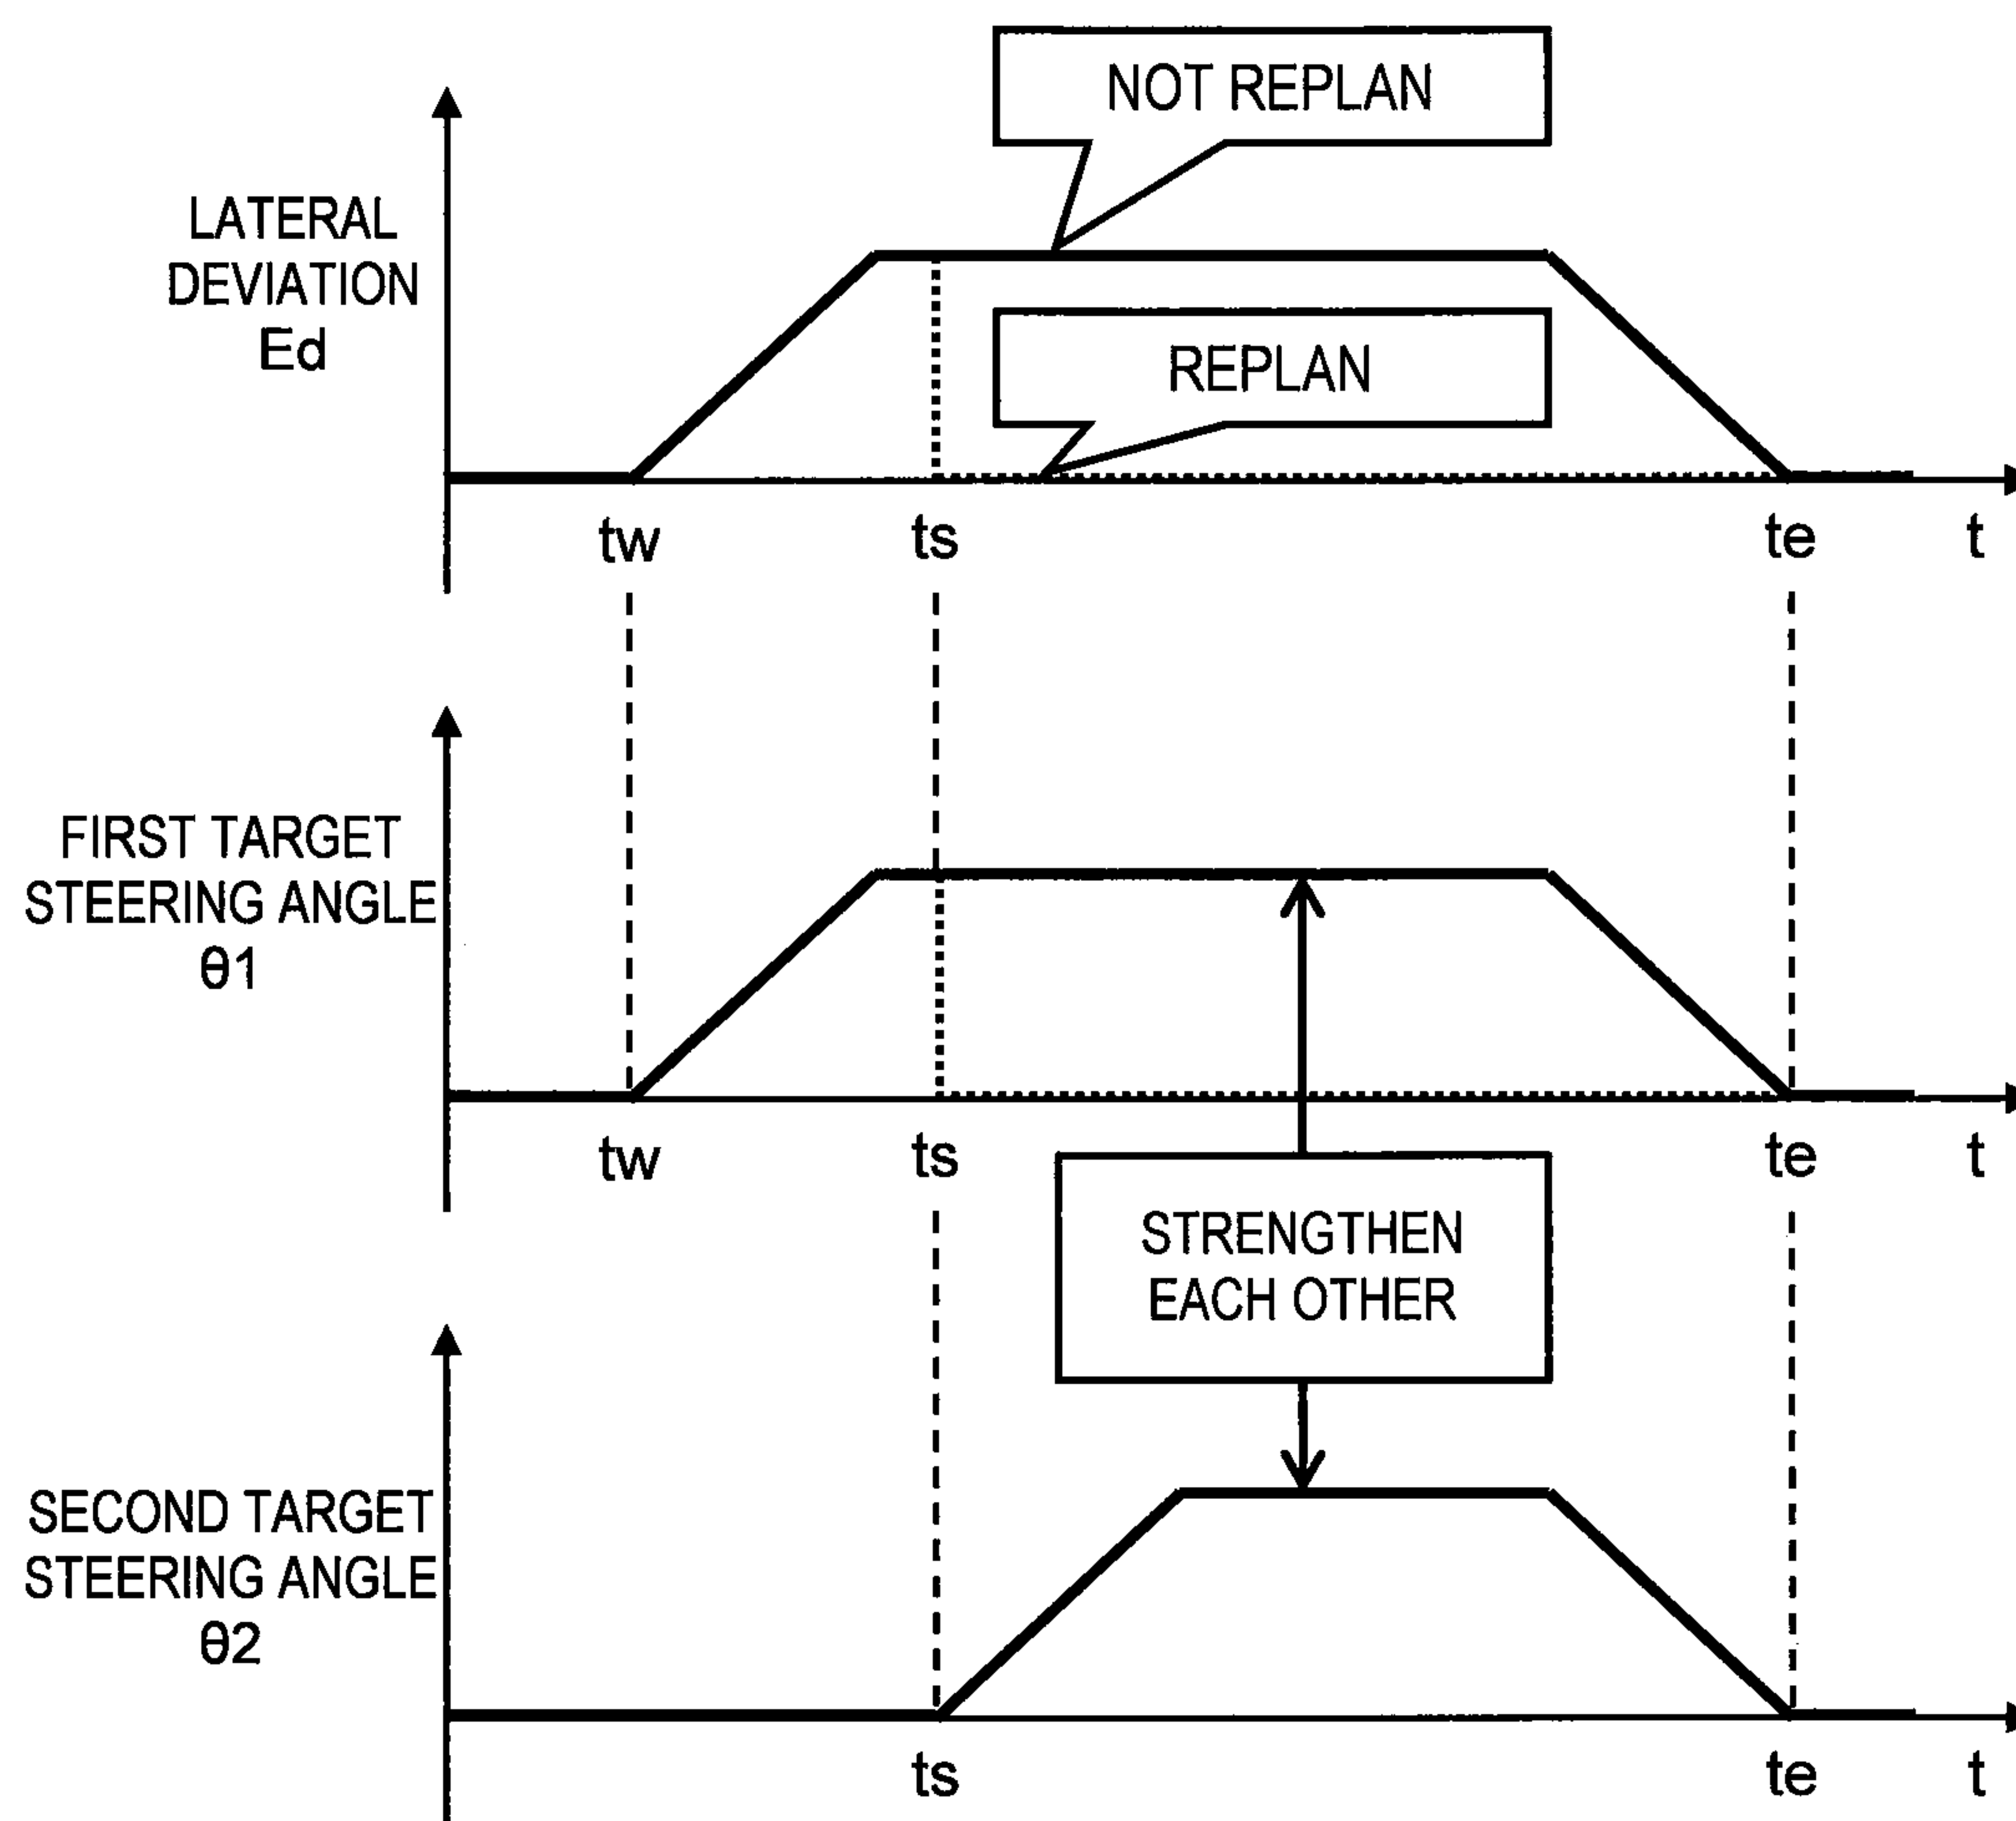 NOT REPLAN
LATERAL
DEVIATION
Ed
REPLAN
tw ts te t
FIRST TARGET
STEERING ANGLE
θ1
tw ts te t
STRENGTHEN
EACH OTHER
SECOND TARGET
STEERING ANGLE
θ2
ts te t